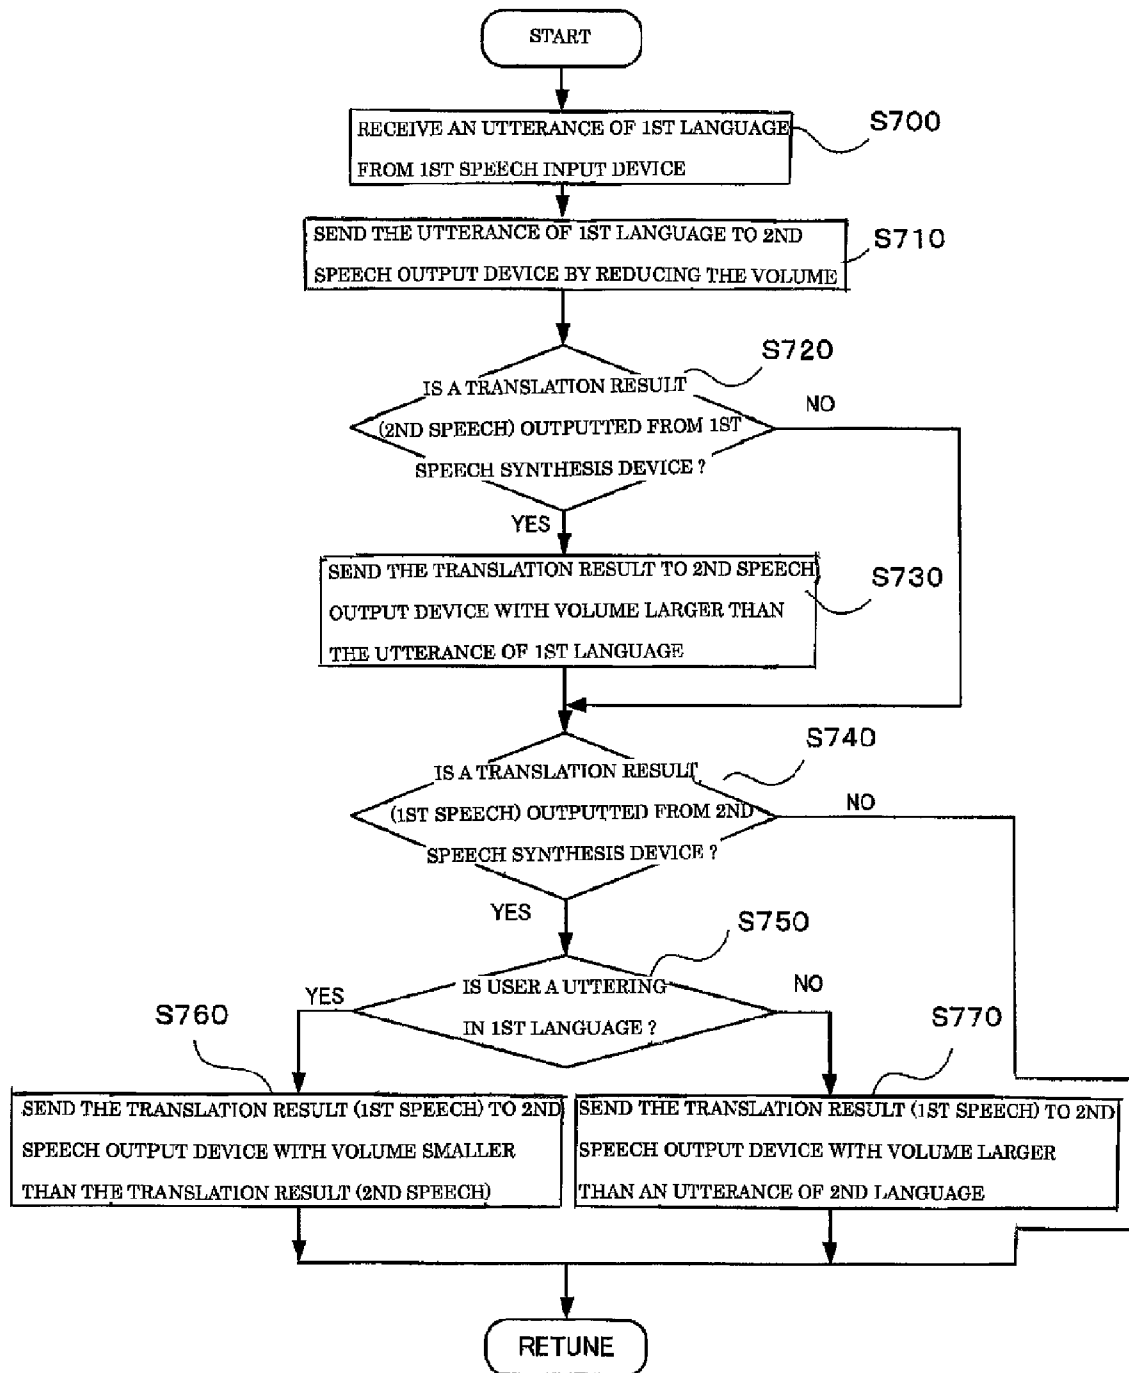 START
RECEIVE AN UTTERANCE OF 1ST LANGUAGE
FROM 1ST SPEECH INPUT DEVICE
S700
SEND THE UTTERANCE OF 1ST LANGUAGE TO 2ND
SPEECH OUTPUT DEVICE BY REDUCING THE VOLUME
S710
IS A TRANSLATION RESULT
(2ND SPEECH) OUTPUTTED FROM 1ST
SPEECH SYNTHESIS DEVICE ?
S720
NO
YES
SEND THE TRANSLATION RESULT TO 2ND SPEECH
OUTPUT DEVICE WITH VOLUME LARGER THAN
THE UTTERANCE OF 1ST LANGUAGE
S730
IS A TRANSLATION RESULT
(1ST SPEECH) OUTPUTTED FROM 2ND
SPEECH SYNTHESIS DEVICE ?
S740
NO
YES
IS USER A UTTERING
IN 1ST LANGUAGE ?
S750
YES
NO
S760
SEND THE TRANSLATION RESULT (1ST SPEECH) TO 2ND
SPEECH OUTPUT DEVICE WITH VOLUME SMALLER
THAN THE TRANSLATION RESULT (2ND SPEECH)
S770
SEND THE TRANSLATION RESULT (1ST SPEECH) TO 2ND
SPEECH OUTPUT DEVICE WITH VOLUME LARGER
THAN AN UTTERANCE OF 2ND LANGUAGE
RETUNE